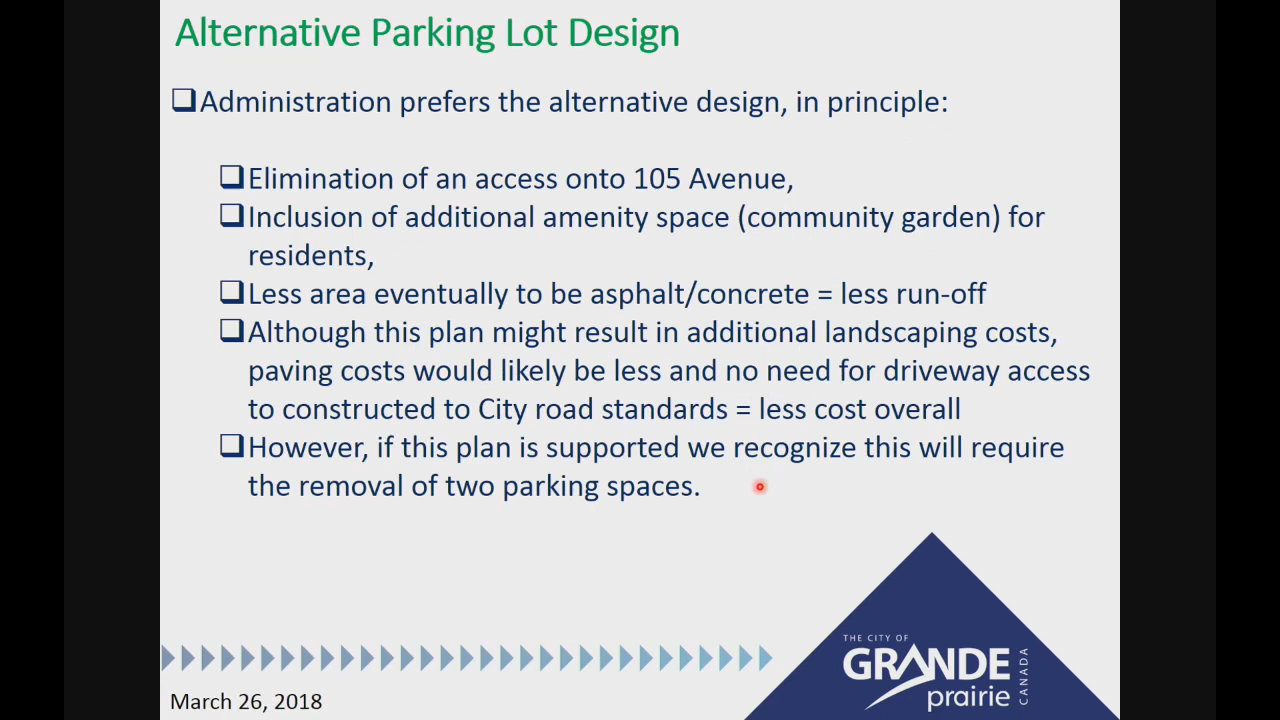 Alternative Parking Lot Design
Administration prefers the alternative design, in principle:
Elimination of an access onto 105 Avenue,
Inclusion of additional amenity space (community garden) for
residents,
Less area eventually to be asphalt/concrete = less run-off
Although this plan might result in additional landscaping costs,
paving costs would likely be less and no need for driveway access
to constructed to City road standards = less cost overall
However, if this plan is supported we recognize this will require
the removal of two parking spaces.
THE CITY OF
GRANDE
prairie
CANADA
March 26, 2018